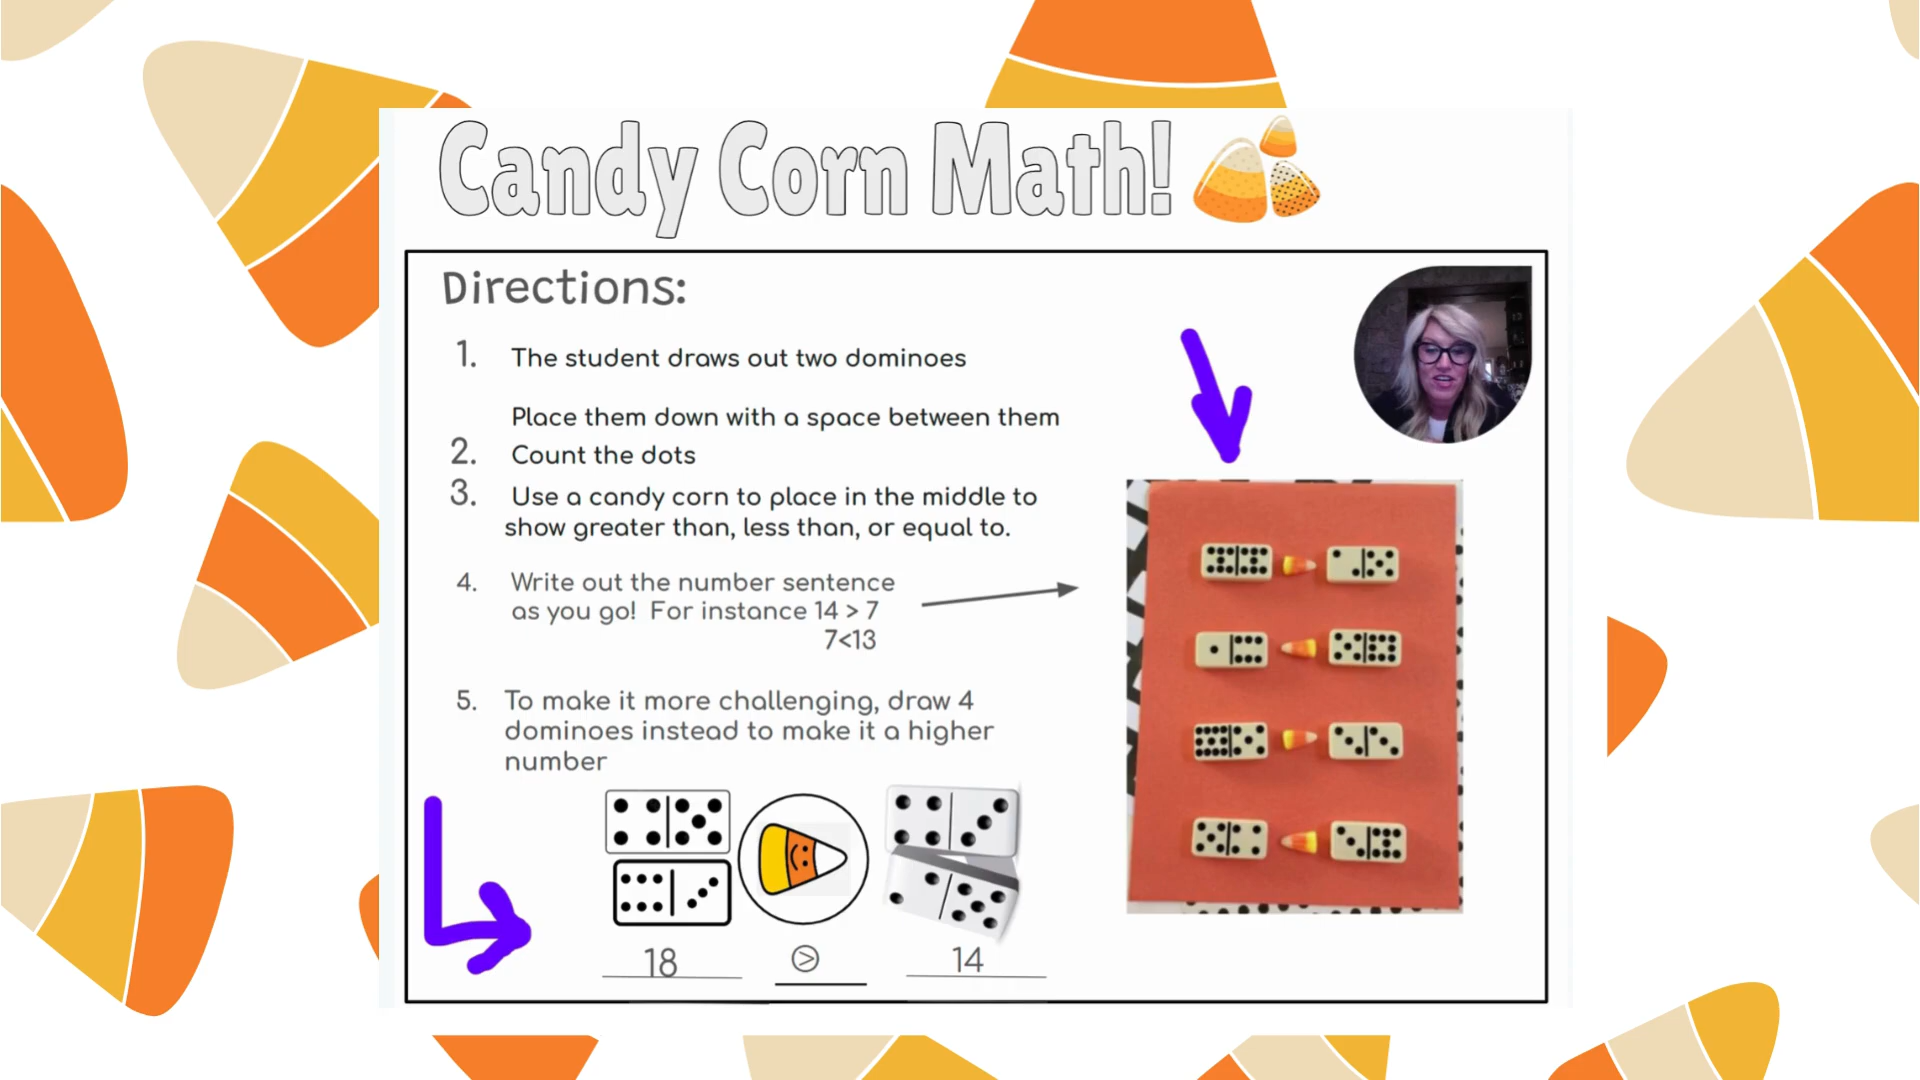 Candy Corn Math!
Directions:
1. The student draws out two dominoes
Place them down with a space between them
2. Count the dots
3. Use a candy corn to place in the middle to
show greater than, less than, or equal to.
4. Write out the number sentence
as you go! For instance 14 > 7
7<13
5. To make it more challenging, draw 4
dominoes instead to make it a higher
number
18 > 14